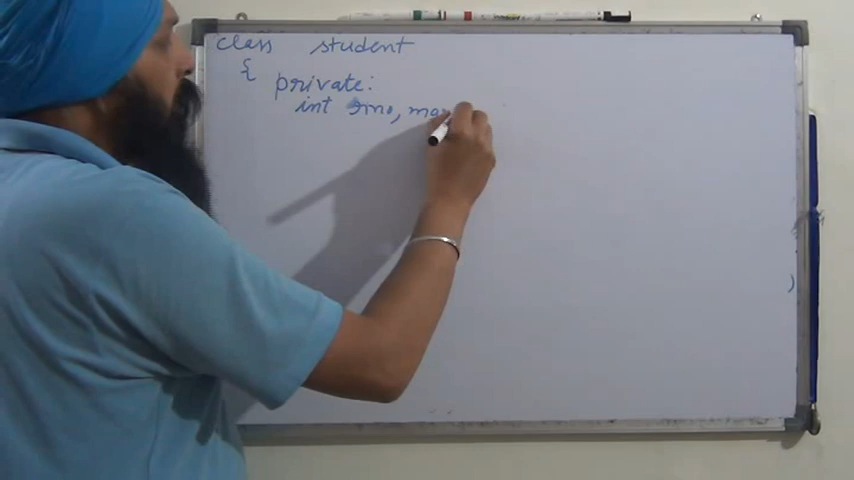 class student
{ private:
int rno, mar